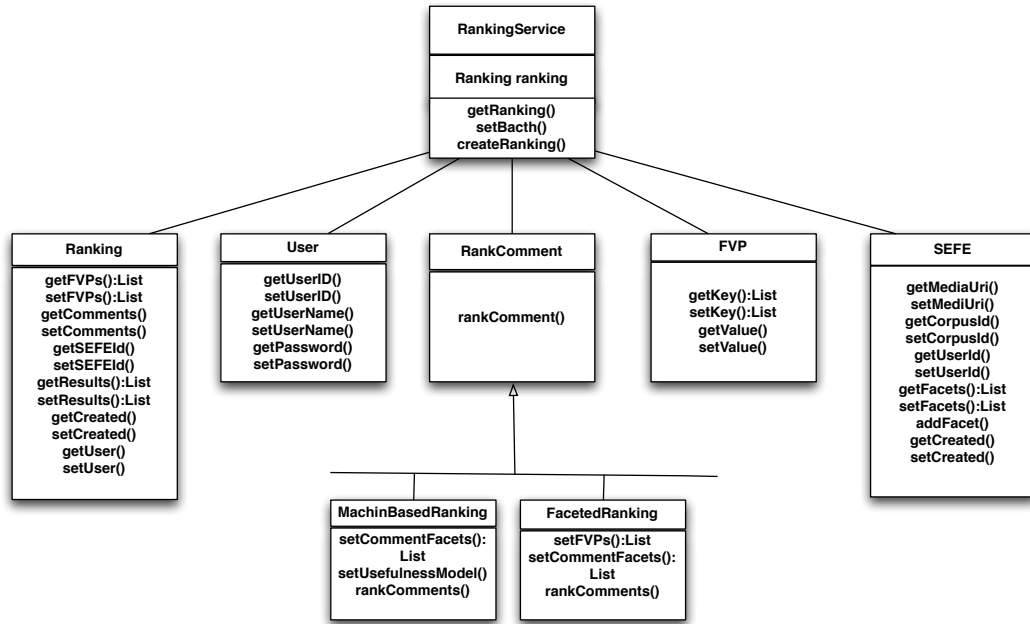 RankingService
Ranking ranking
getRanking()
setBacth()
createRanking()
Ranking
getFVPs():List
setFVPs():List
getComments()
setComments()
getSEFEId()
setSEFEId()
getResults():List
setResults():List
getCreated()
setCreated()
getUser()
setUser()
User
getUserID()
setUserID()
getUserName()
setUserName()
getPassword()
setPassword()
RankComment
rankComment()
FVP
getKey():List
setKey():List
getValue()
setValue()
SEFE
getMediaUri()
setMediUri()
getCorpusId()
setCorpusId()
getUserId()
setUserId()
getFacets():List
setFacets():List
addFacet()
getCreated()
setCreated()
MachinBasedRanking
setCommentFacets():
List
setUsefulnessModel()
rankComments()
FacetedRanking
setFVPs():List
setCommentFacets():
List
rankComments()